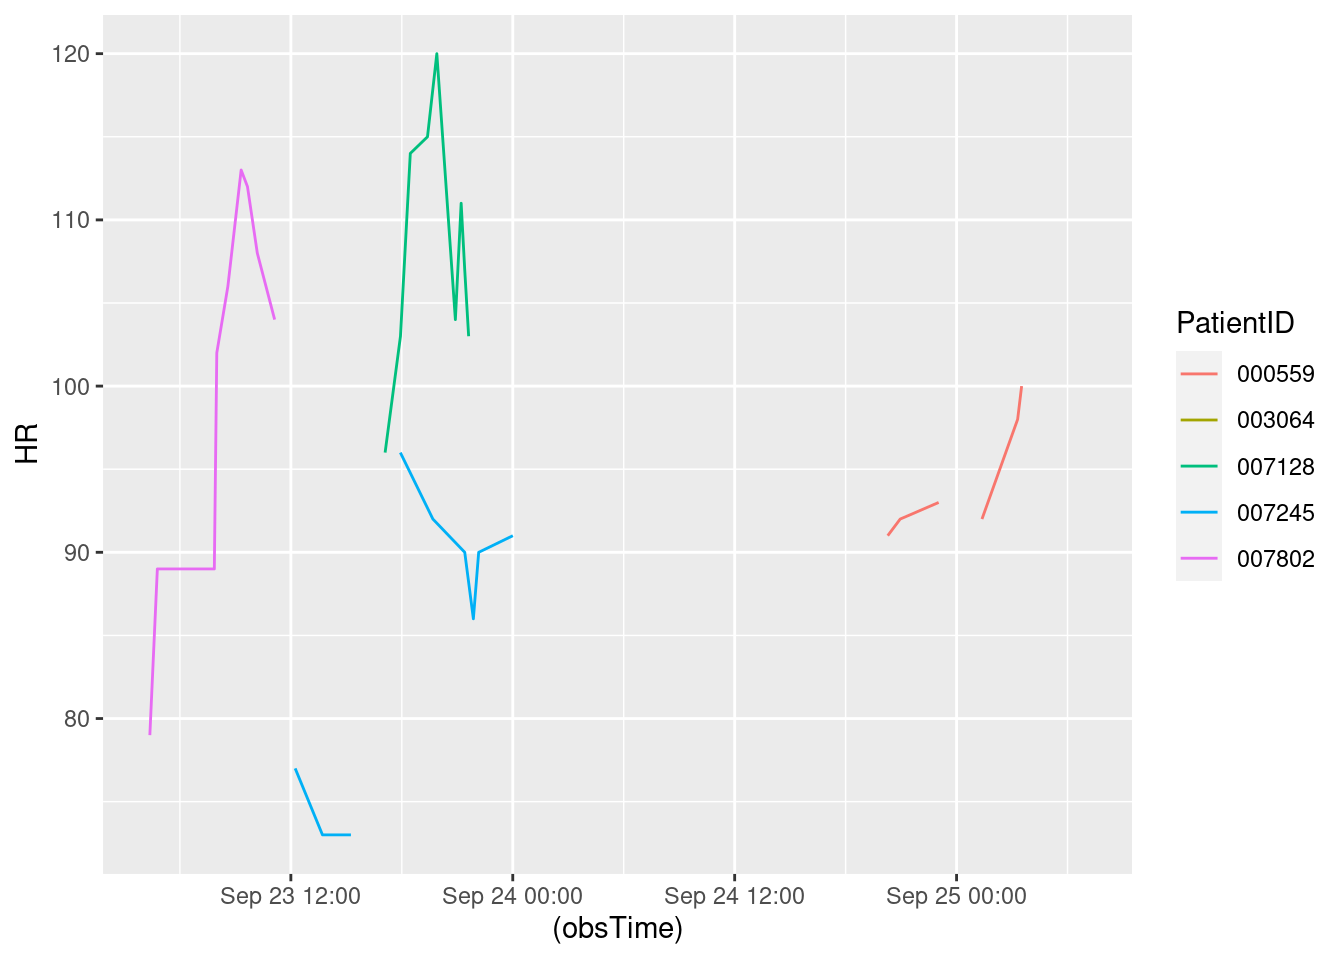 120
110
100
90
80
HR
Sep 23 12:00
Sep 24 00:00
Sep 24 12:00
Sep 25 00:00
(obsTime)
PatientID
000559
003064
007128
007245
007802